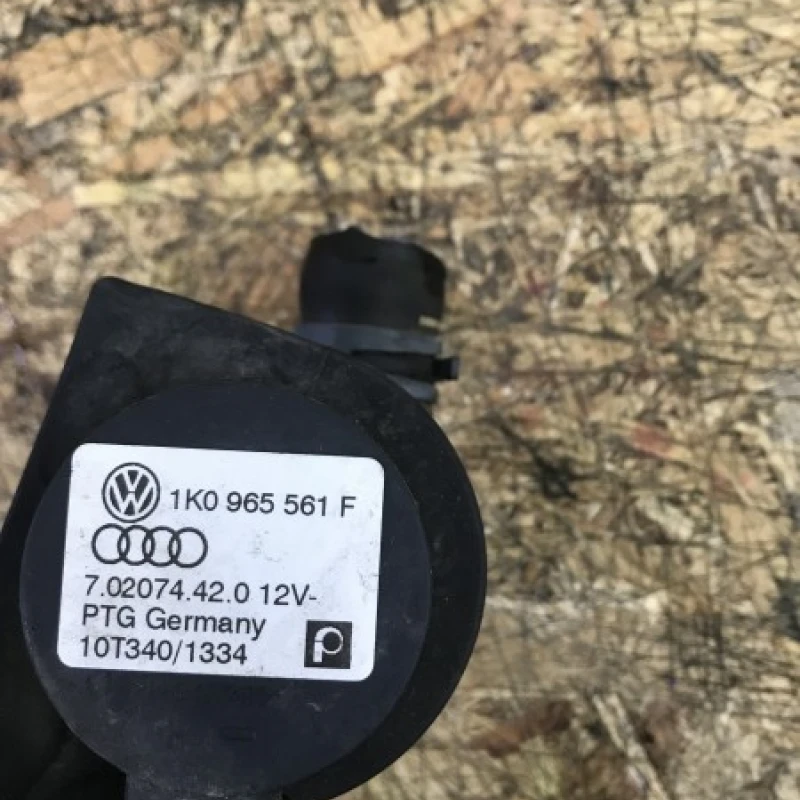 1K0 965 561 F
7.02074.42.0 12V-
PTG Germany
10T340/1334